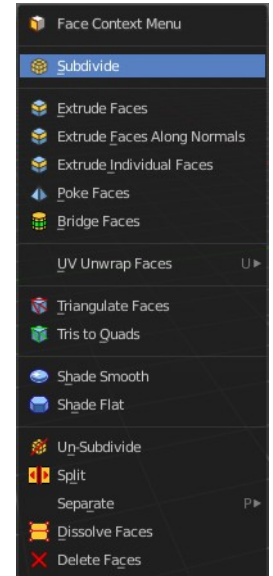 Face Context Menu
Subdivide
Extrude Faces
Extrude Faces Along Normals
Extrude Individual Faces
Poke Faces
Bridge Faces
UV Unwrap Faces U▶
Triangulate Faces
Tris to Quads
Shade Smooth
Shade Flat
Un-Subdivide
Split
Separate P▶
Dissolve Faces
Delete Faces